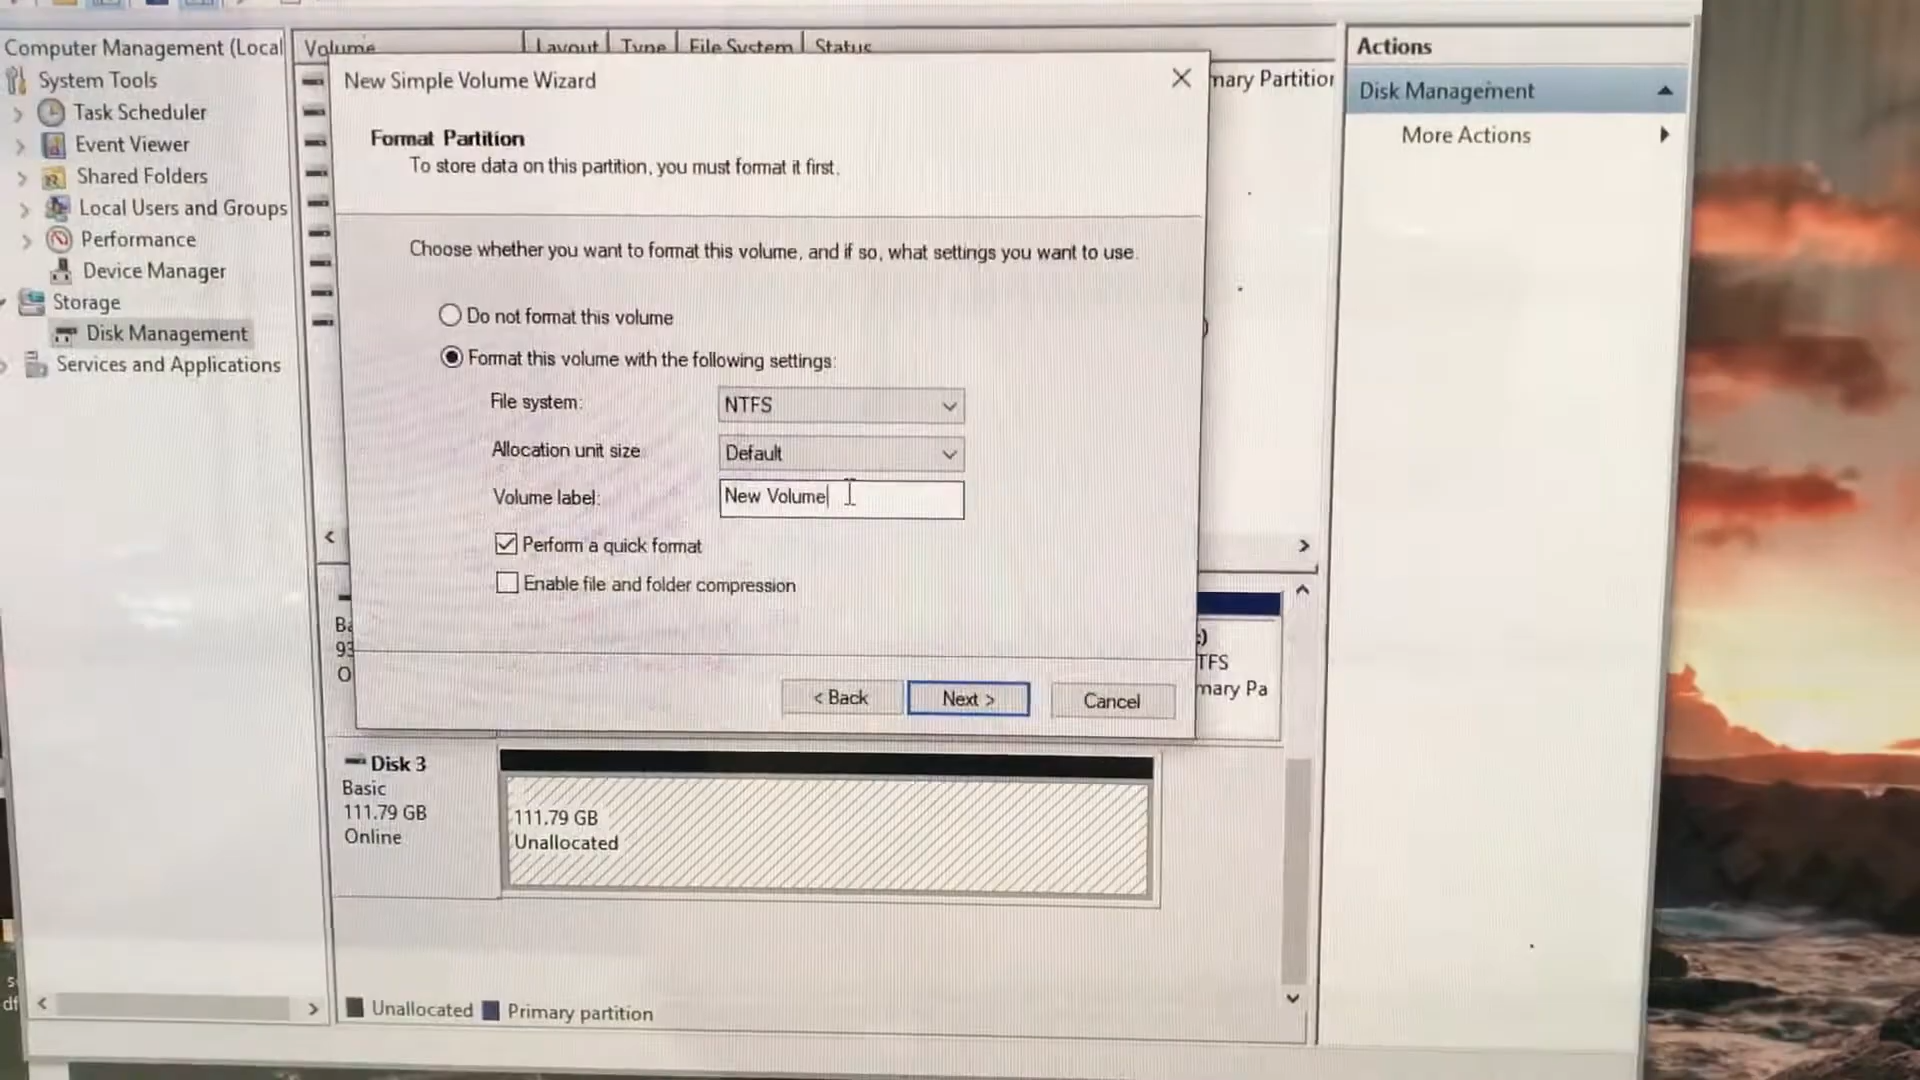 Computer Management (Local
System Tools
Task Scheduler
Event Viewer
Shared Folders
Local Users and Groups
Performance
Device Manager
Storage
Disk Management
Services and Applications
Volume Layout Type File System Status
New Simple Volume Wizard
Format Partition
To store data on this partition, you must format it first.
Choose whether you want to format this volume, and if so, what settings you want to use.
Do not format this volume
Format this volume with the following settings:
File system: NTFS
Allocation unit size: Default
Volume label: New Volume
Perform a quick format
Enable file and folder compression
< Back Next > Cancel
mary Partition
Ba
93
O
:)
TFS
mary Pa
Disk 3
Basic
111.79 GB
Online
111.79 GB
Unallocated
Unallocated Primary partition
Actions
Disk Management
More Actions